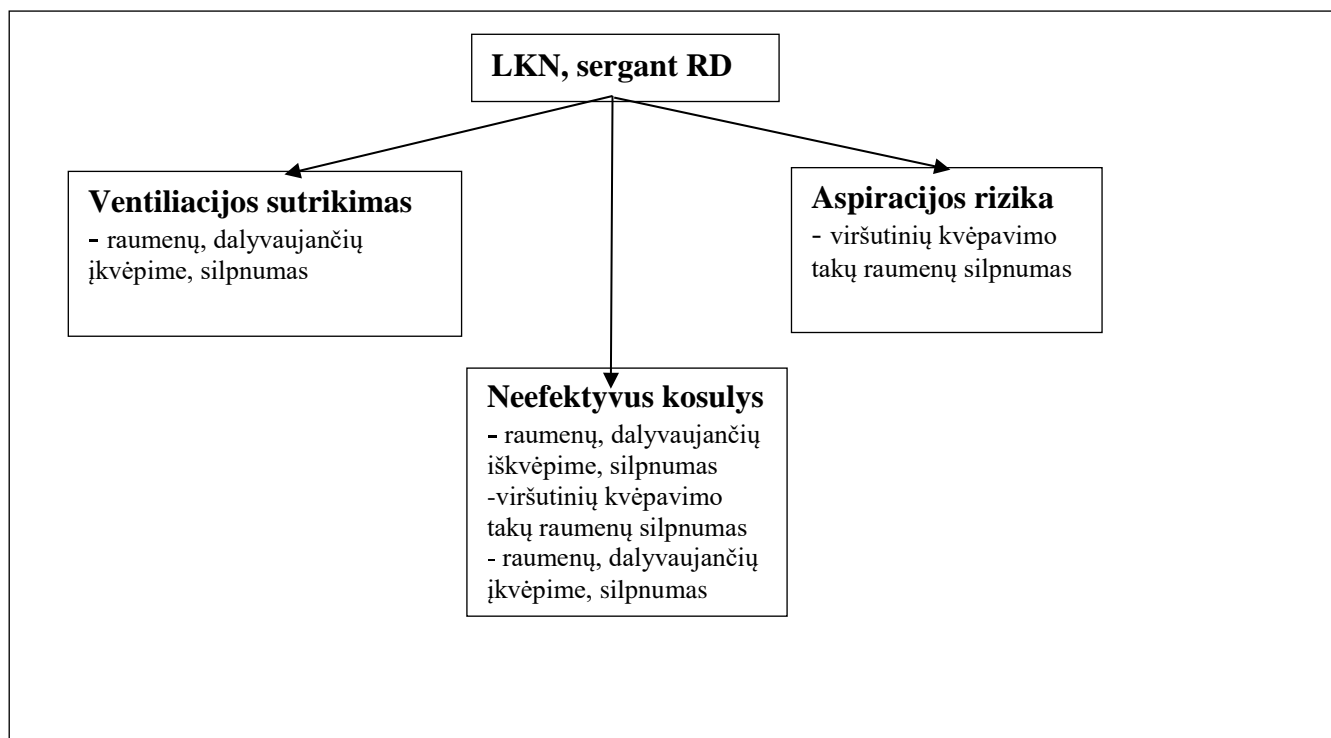 LKN, sergant RD
Ventiliacijos sutrikimas
- raumenų, dalyvaujančių
įkvėpime, silpnumas
Aspiracijos rizika
- viršutinių kvėpavimo
takų raumenų silpnumas
Neefektyvus kosulys
- raumenų, dalyvaujančių
iškvėpime, silpnumas
-viršutinių kvėpavimo
takų raumenų silpnumas
- raumenų, dalyvaujančių
įkvėpime, silpnumas